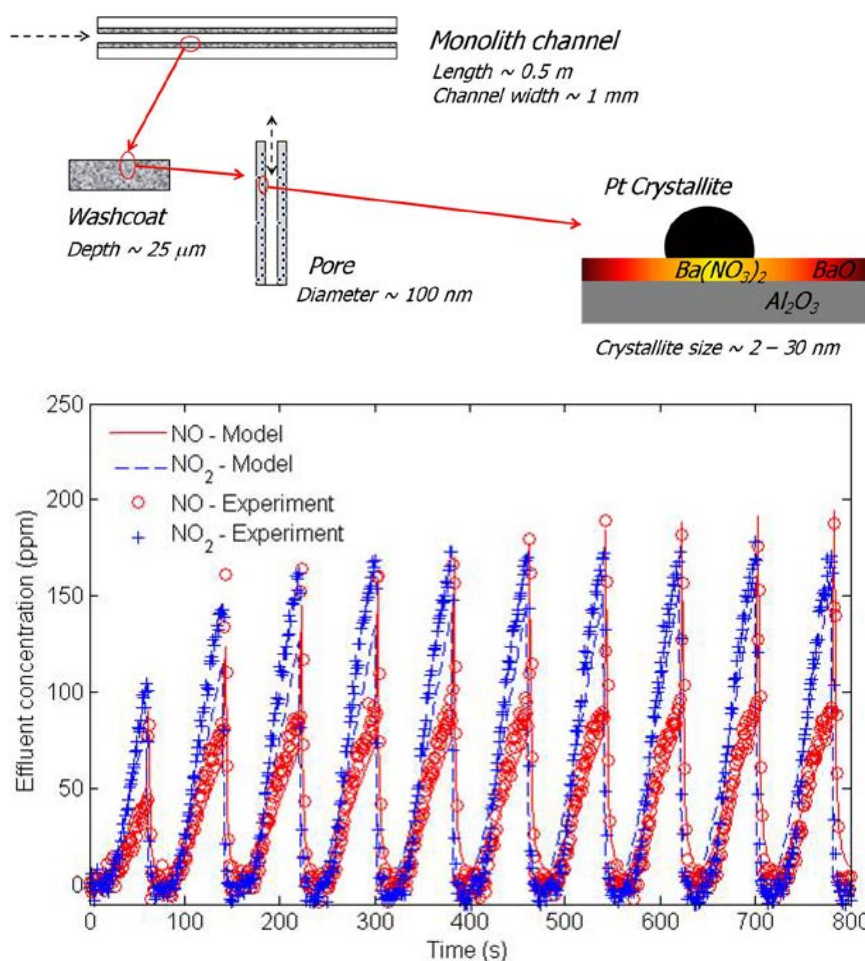 Monolith channel
Length ~ 0.5 m
Channel width ~ 1 mm
Washcoat
Depth ~ 25 μm
Pore
Diameter ~ 100 nm
Pt Crystallite
Ba(NO₃)₂
BaO
Al₂O₃
Crystallite size ~ 2 – 30 nm
250
200
150
100
50
0
Effluent concentration (ppm)
NO - Model
NO₂ - Model
NO - Experiment
NO₂ - Experiment
0 100 200 300 400 500 600 700 800
Time (s)